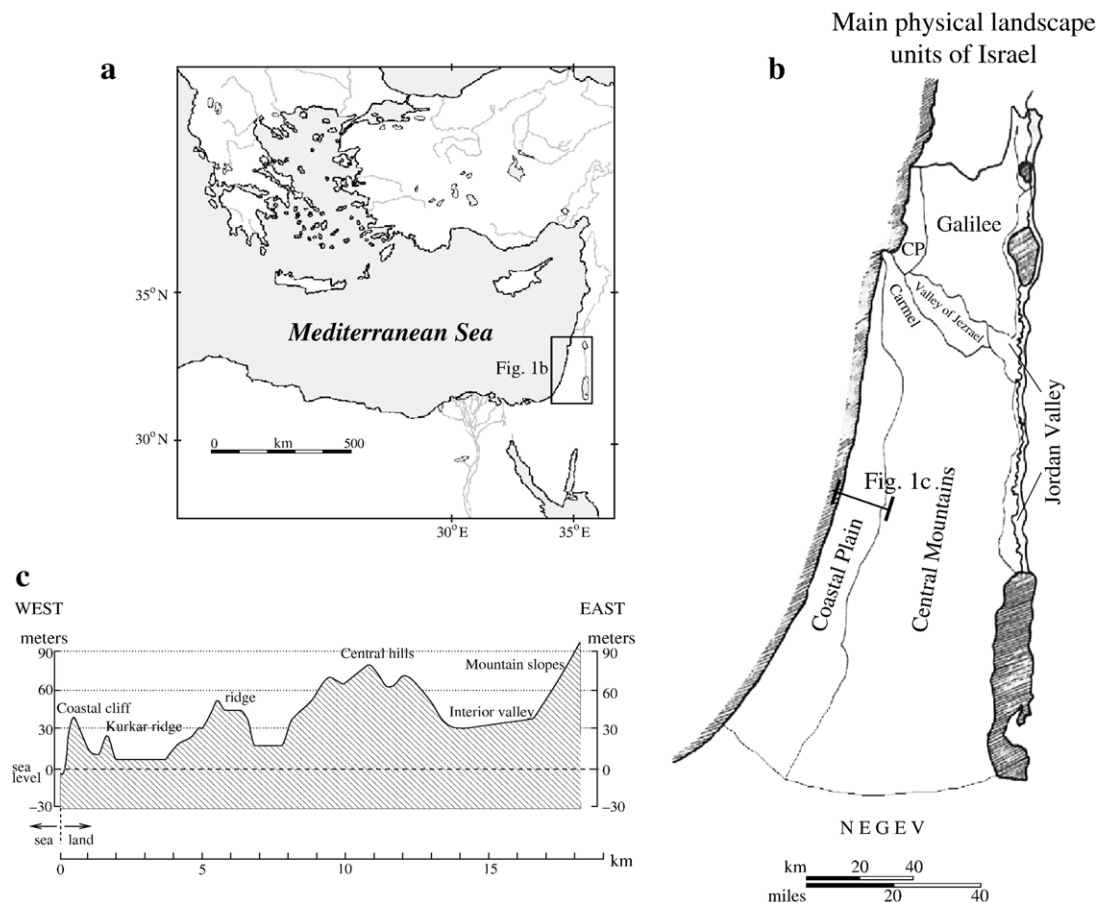 Main physical landscape
units of Israel
a
35°N
Mediterranean Sea
Fig. 1b
0 km 500
30°N
30°E 35°E
b
Galilee
CP
Valley of Jezrael
Carmel
Jordan Valley
Fig. 1c.
Coastal Plain
Central Mountains
NEGEV
km 20 40
miles 20 40
c
WEST EAST
meters meters
90 90
60 60
30 30
sea level 0 0
–30 –30
Coastal cliff
Kurkar ridge
ridge
Central hills
Interior valley
Mountain slopes
sea land
0 5 10 15 km